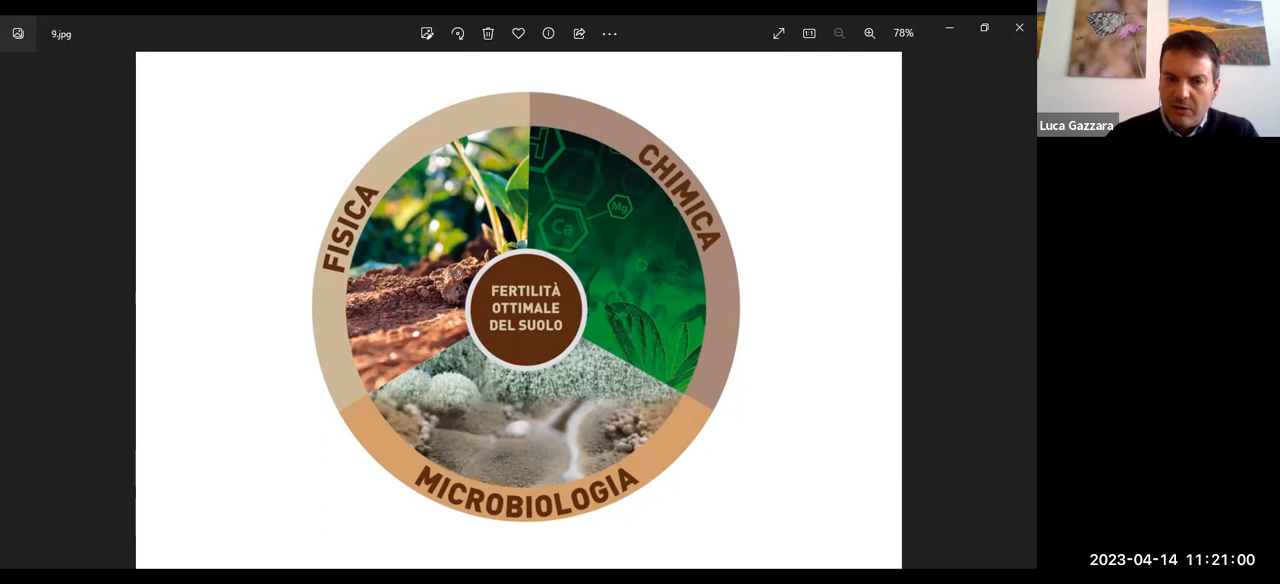 9.jpg
78%
Luca Gazzara
FISICA
CHIMICA
H
Mg
Ca
FERTILITÀ
OTTIMALE
DEL SUOLO
MICROBIOLOGIA
2023-04-14 11:21:00